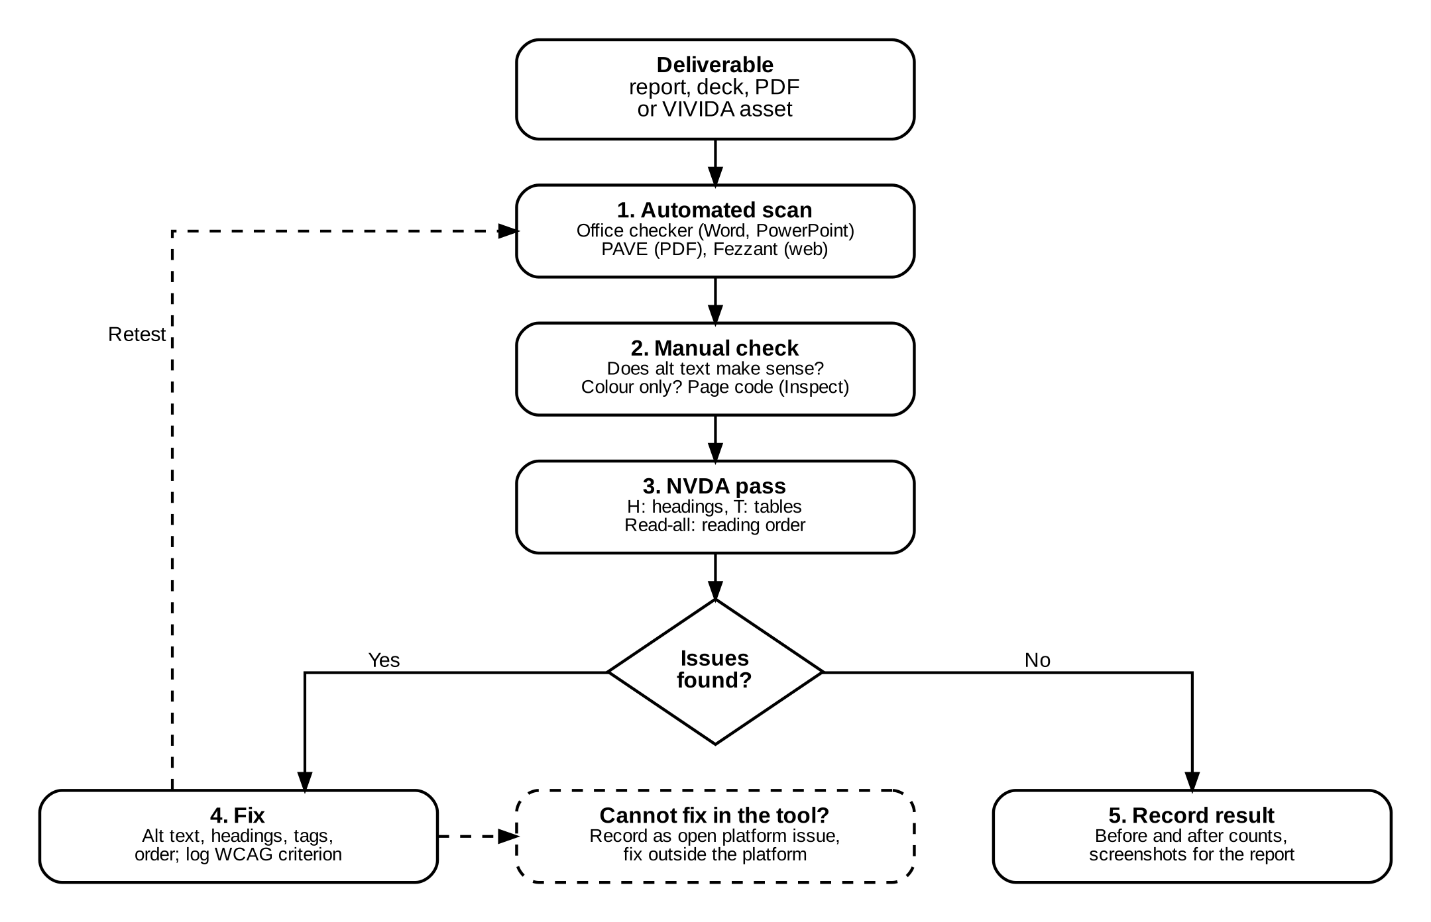 Deliverable
report, deck, PDF
or VIVIDA asset
1. Automated scan
Office checker (Word, PowerPoint)
PAVE (PDF), Fezzant (web)
Retest
2. Manual check
Does alt text make sense?
Colour only? Page code (Inspect)
3. NVDA pass
H: headings, T: tables
Read-all: reading order
Issues
found?
Yes
No
4. Fix
Alt text, headings, tags,
order; log WCAG criterion
Cannot fix in the tool?
Record as open platform issue,
fix outside the platform
5. Record result
Before and after counts,
screenshots for the report